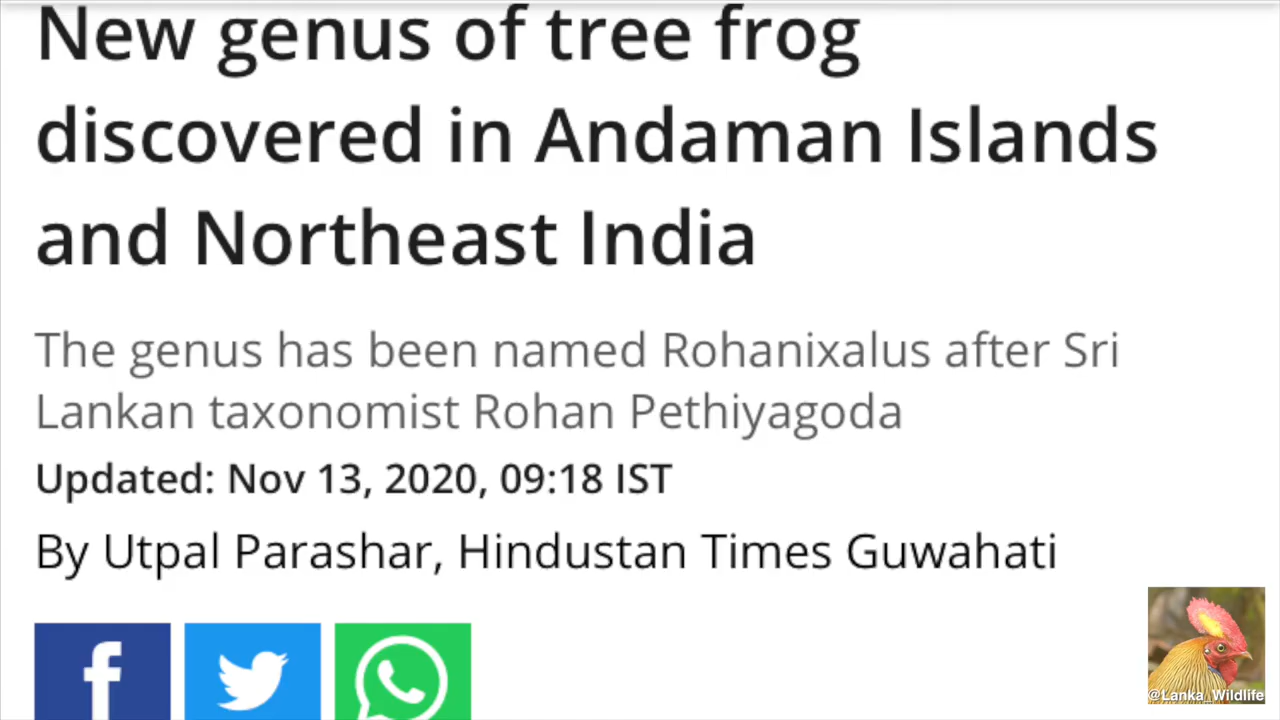 New genus of tree frog
discovered in Andaman Islands
and Northeast India
The genus has been named Rohanixalus after Sri
Lankan taxonomist Rohan Pethiyagoda
Updated: Nov 13, 2020, 09:18 IST
By Utpal Parashar, Hindustan Times Guwahati
@Lanka_Wildlife